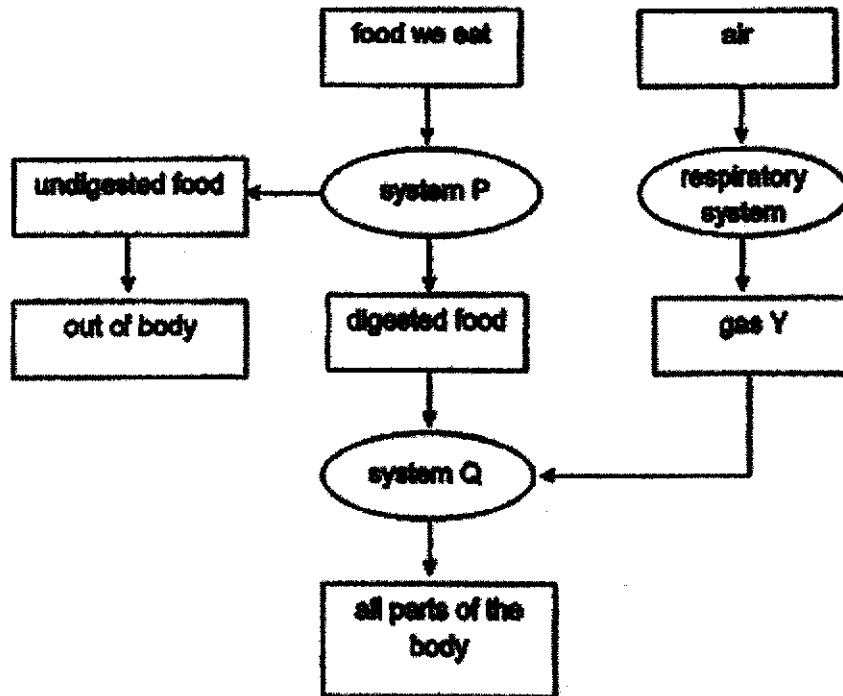 food we eat
air
undigested food
system P
respiratory
system
out of body
digested food
gas Y
system Q
all parts of the
body